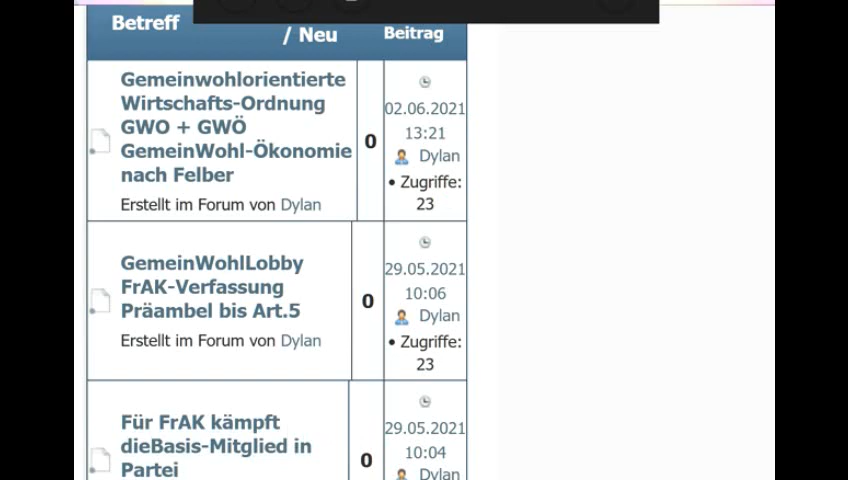 Betreff
/ Neu
Beitrag
Gemeinwohlorientierte
Wirtschafts-Ordnung
GWO + GWÖ
GemeinWohl-Ökonomie
nach Felber
Erstellt im Forum von Dylan
0
02.06.2021
13:21
Dylan
• Zugriffe:
23
GemeinWohlLobby
FrAK-Verfassung
Präambel bis Art.5
Erstellt im Forum von Dylan
0
29.05.2021
10:06
Dylan
• Zugriffe:
23
Für FrAK kämpft
dieBasis-Mitglied in
Partei
0
29.05.2021
10:04
Dylan